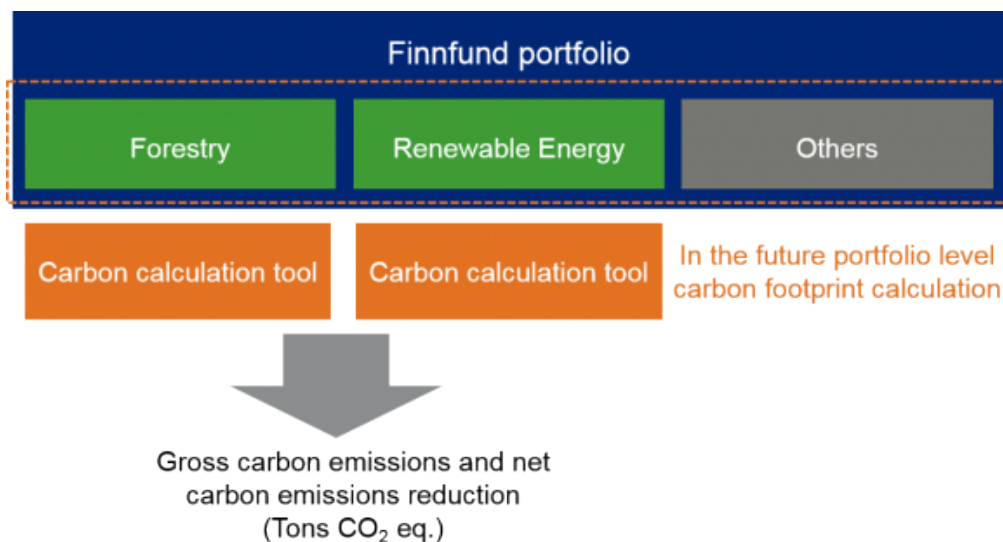 Finnfund portfolio
Forestry
Renewable Energy
Others
Carbon calculation tool
Carbon calculation tool
In the future portfolio level
carbon footprint calculation
Gross carbon emissions and net
carbon emissions reduction
(Tons CO₂ eq.)